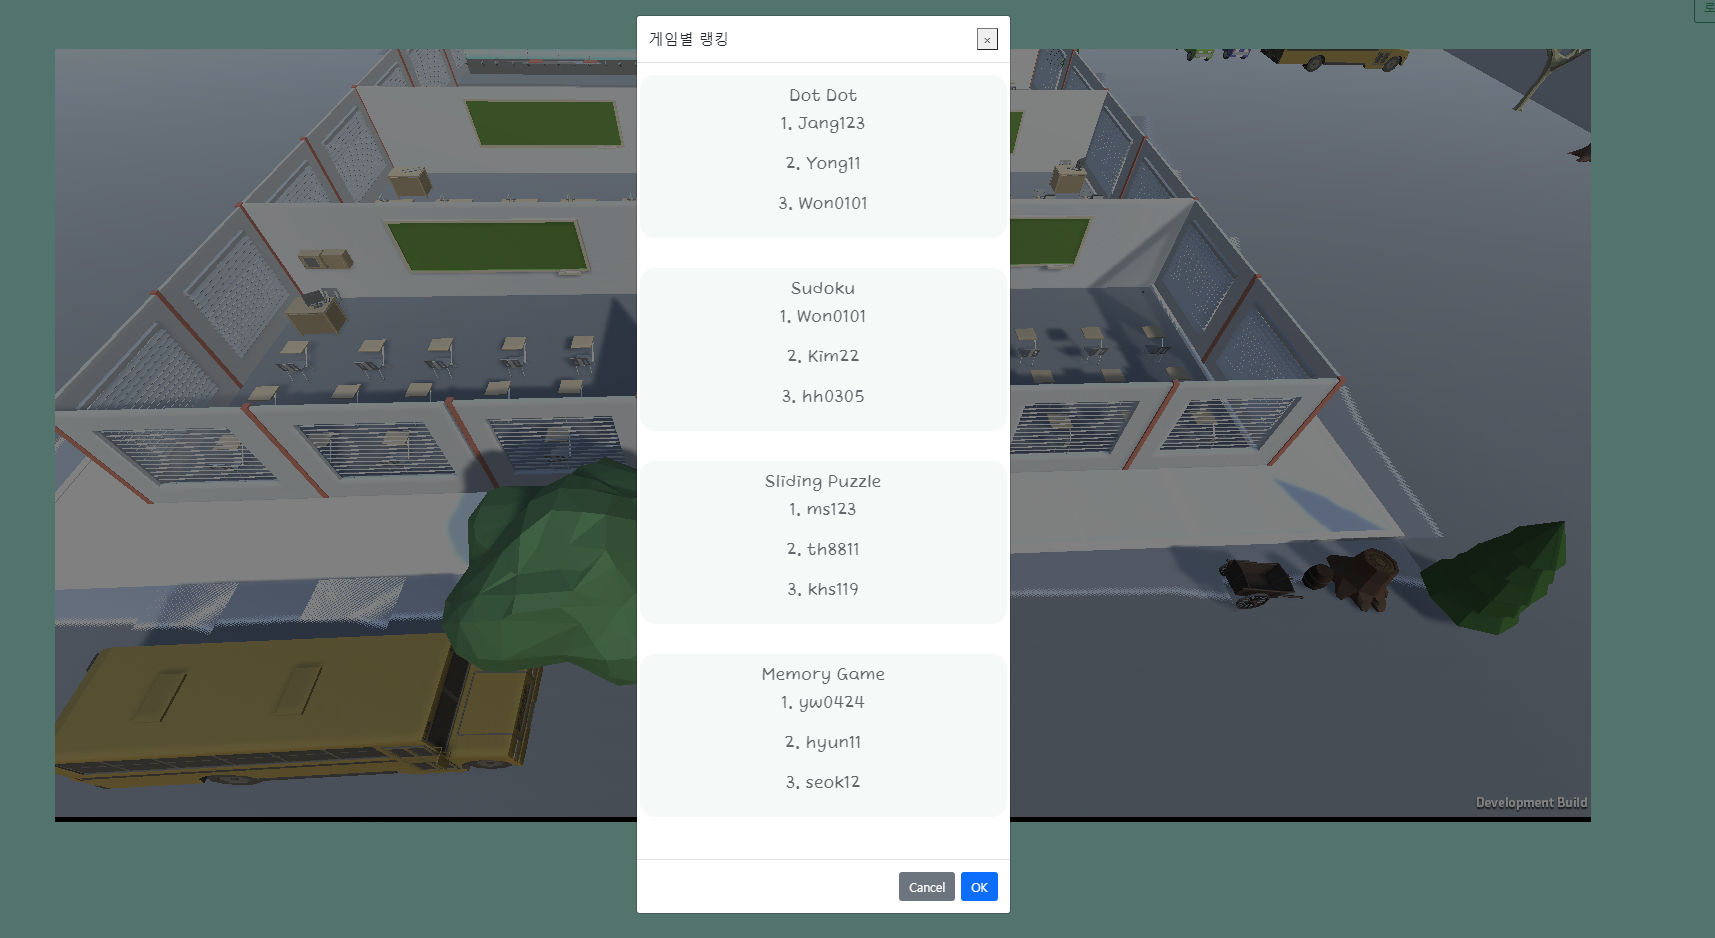 게임별 랭킹
×
Dot Dot
1. Jang123
2. Yong11
3. Won0101
Sudoku
1. Won0101
2. Kim22
3. hh0305
Sliding Puzzle
1. ms123
2. th8811
3. khs119
Memory Game
1. yw0424
2. hyun11
3. seok12
Development Build
Cancel OK